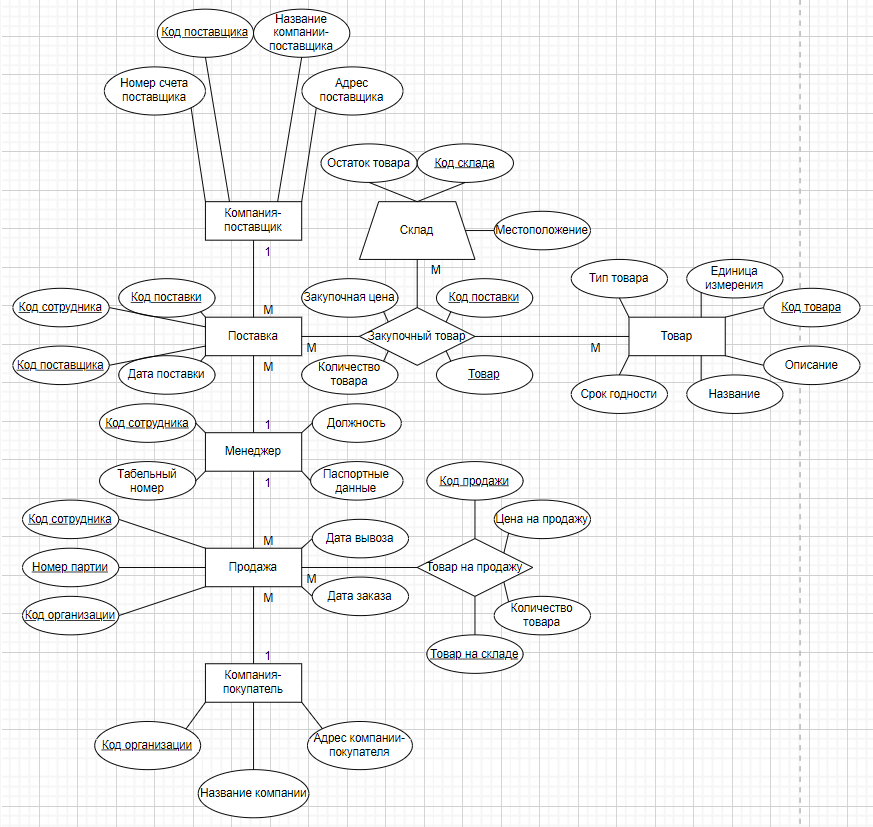 Код поставщика
Название
компании-
поставщика
Номер счета
поставщика
Адрес
поставщика
Остаток товара
Код склада
Компания-
поставщик
Склад
Местоположение
1
М
Тип товара
Единица
измерения
Код сотрудника
Код поставки
Закупочная цена
Код поставки
Код товара
М
Поставка
Закупочный товар
Товар
М
М
Код поставщика
М
Дата поставки
Количество
товара
Товар
Описание
Срок годности
Название
Код сотрудника
1
Должность
Менеджер
Табельный
номер
1
Паспортные
данные
Код продажи
Код сотрудника
Цена на продажу
М
Дата вывоза
Номер партии
Продажа
Товар на продажу
М
Код организации
М
Дата заказа
Количество
товара
1
Товар на складе
Компания-
покупатель
Код организации
Адрес компании-
покупателя
Название компании